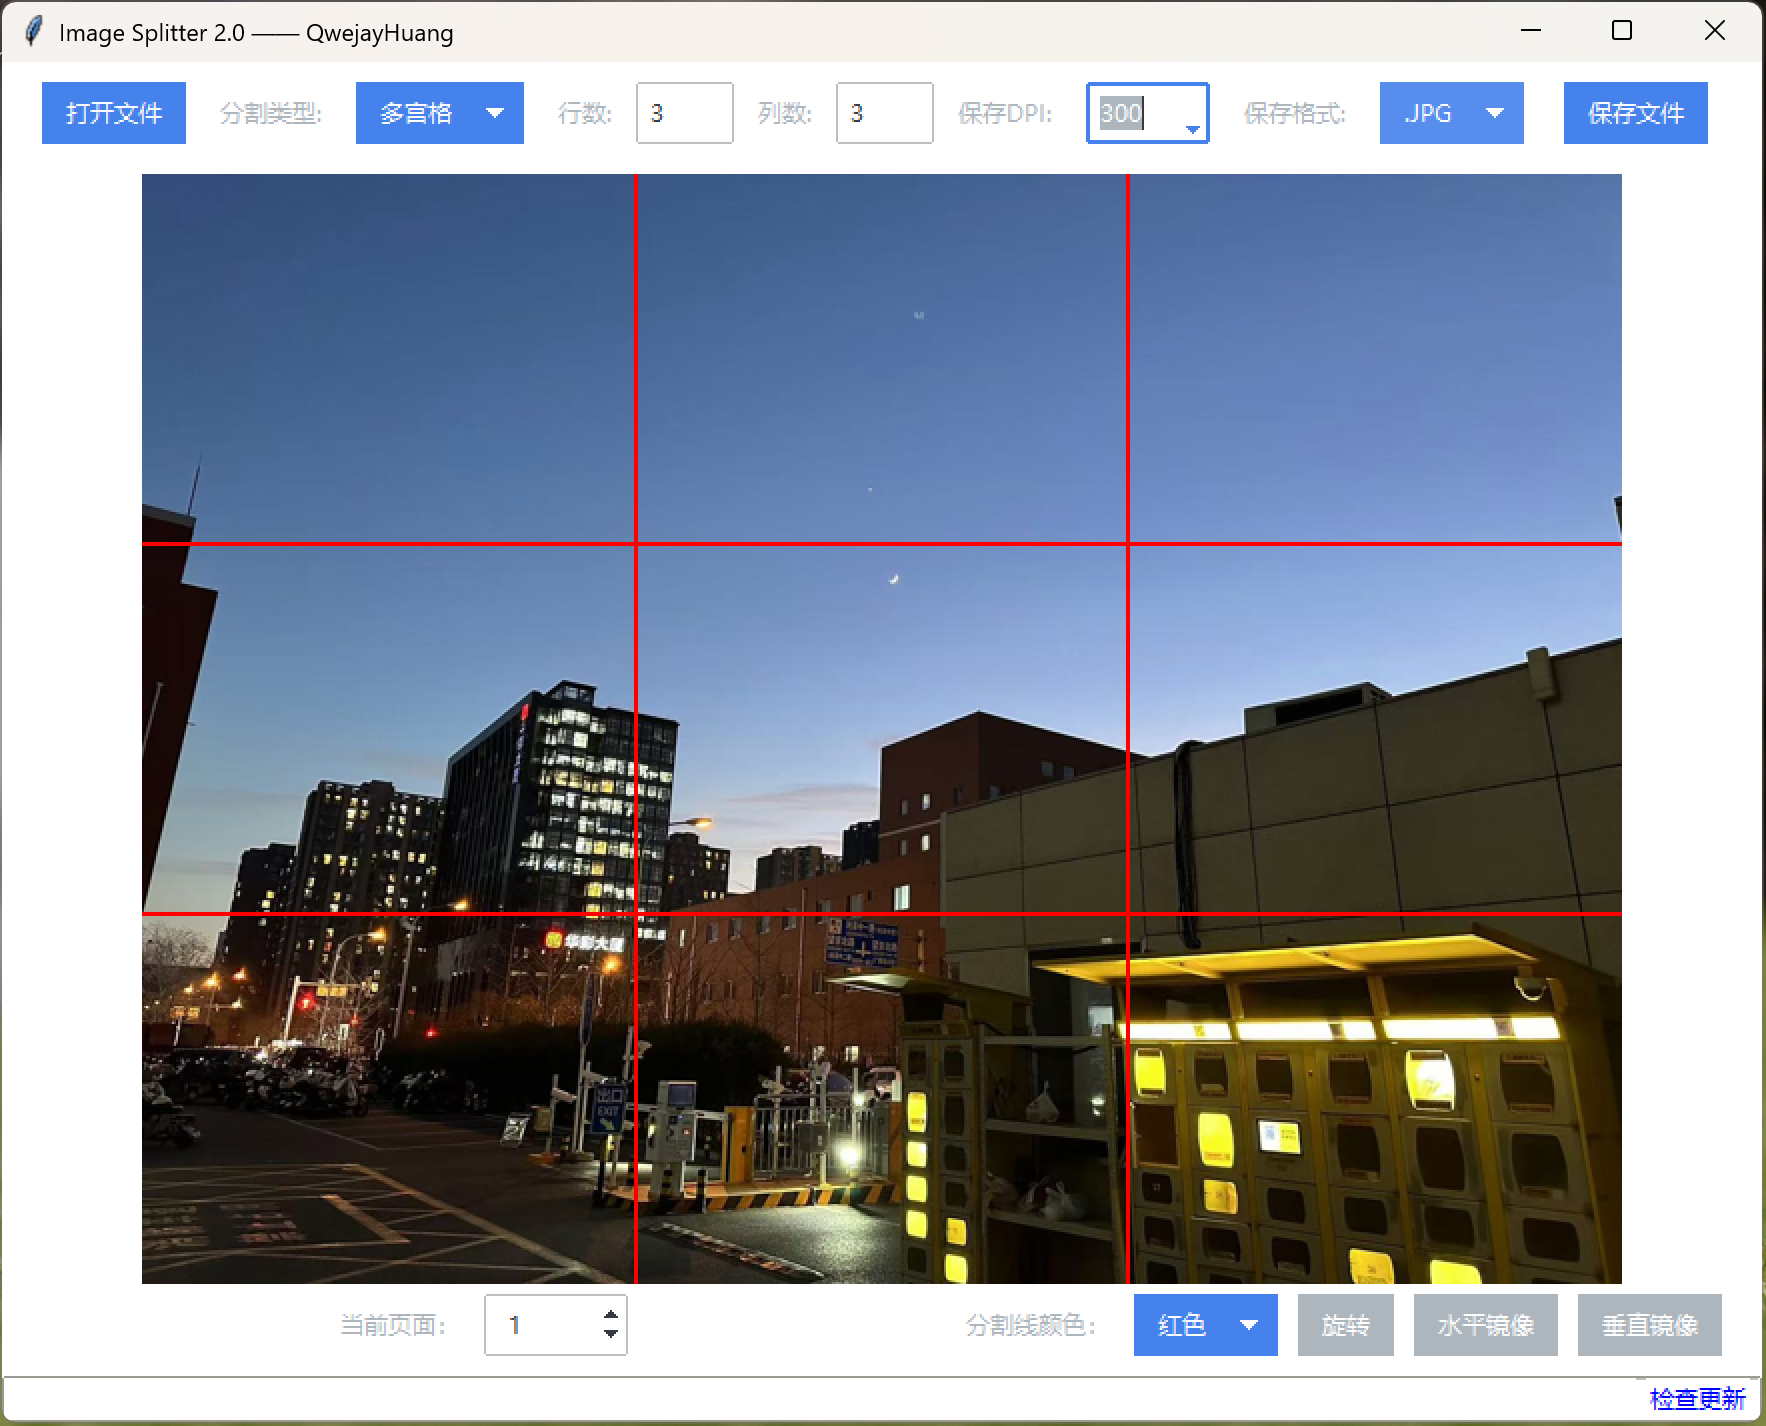 Image Splitter 2.0 —— QwejayHuang
打开文件 分割类型: 多宫格 行数: 3 列数: 3 保存DPI: 300 保存格式: .JPG 保存文件
华彩大厦
出口
EXIT
当前页面: 1 分割线颜色: 红色 旋转 水平镜像 垂直镜像
检查更新